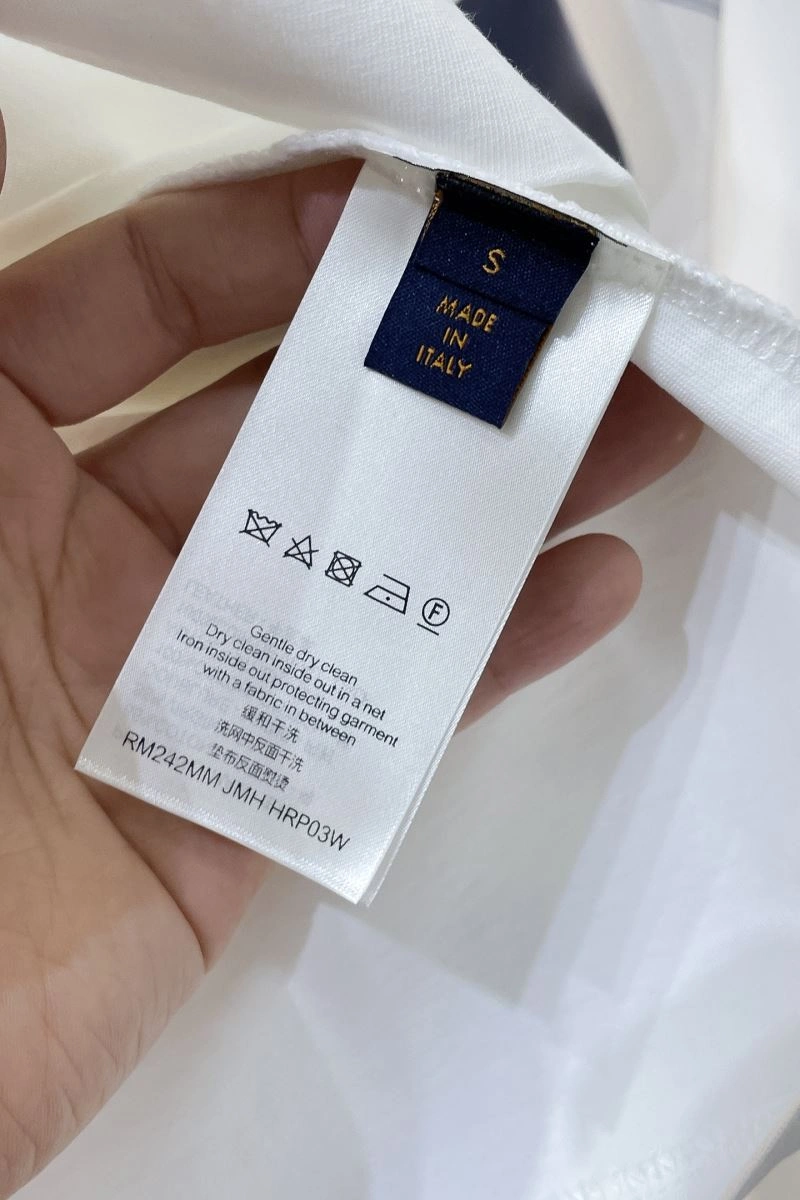 S
MADE
IN
ITALY
F
Gentle dry clean
Dry clean inside out in a net
Iron inside out protecting garment
with a fabric in between
缓和干洗
洗网中反面干洗
垫布反面熨烫
RM242MM JMH HRP03W